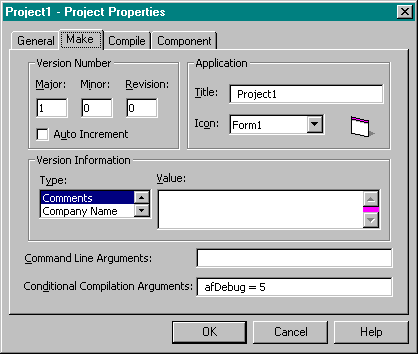 Project1 - Project Properties
General Make Compile Component
Version Number
Major: Minor: Revision:
1 0 0
Auto Increment
Application
Title: Project1
Icon: Form1
Version Information
Type: Value:
Comments
Company Name
Command Line Arguments:
Conditional Compilation Arguments: afDebug = 5
OK Cancel Help